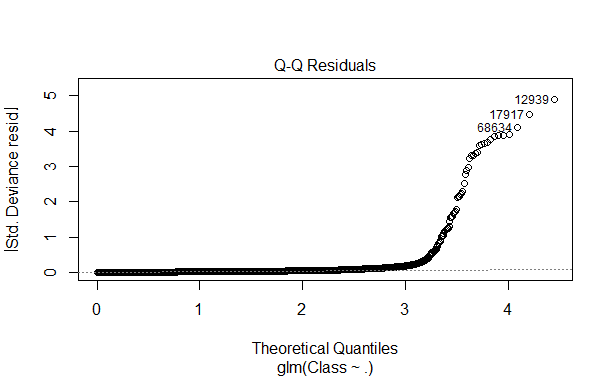 Q-Q Residuals
|Std. Deviance resid.|
5
4
3
2
1
0
12939
17917
68634
0 1 2 3 4
Theoretical Quantiles
glm(Class ~ .)